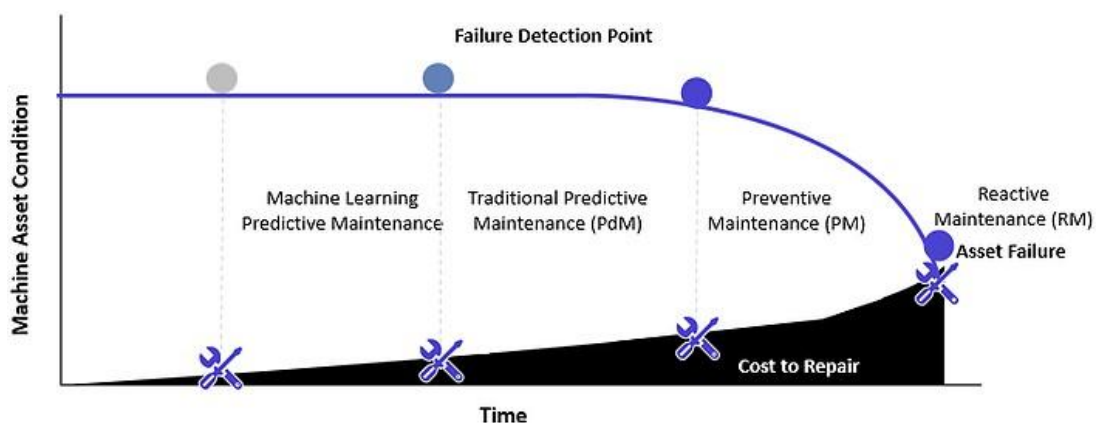 Failure Detection Point
Machine Asset Condition
Machine Learning
Predictive Maintenance
Traditional Predictive
Maintenance (PdM)
Preventive
Maintenance (PM)
Reactive
Maintenance (RM)
Asset Failure
Cost to Repair
Time